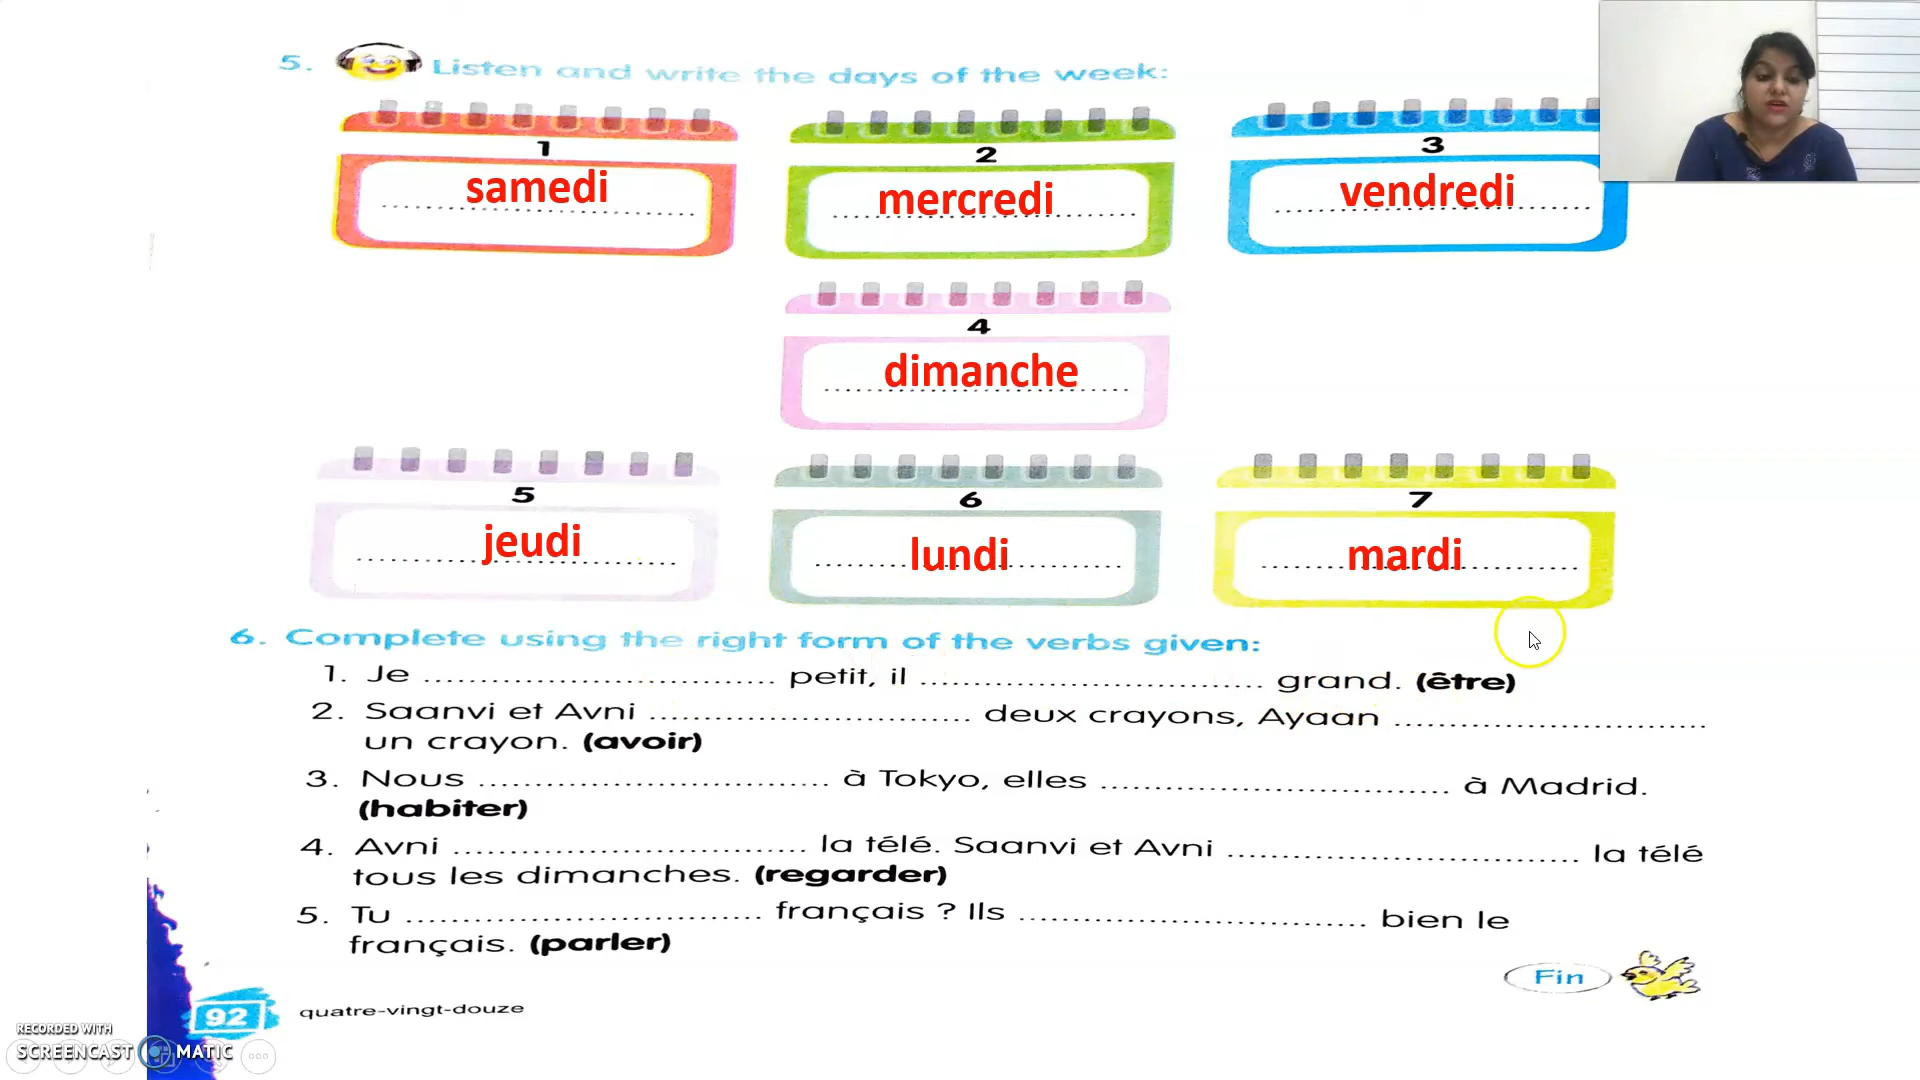 5. Listen and write the days of the week:
1 2 3
samedi mercredi vendredi
4
dimanche
5 6 7
jeudi lundi mardi
6. Complete using the right form of the verbs given:
1. Je ................................ petit, il ................................ grand. (être)
2. Saanvi et Avni ............................. deux crayons, Ayaan .............................
un crayon. (avoir)
3. Nous ................................ à Tokyo, elles ................................ à Madrid.
(habiter)
4. Avni ................................ la télé. Saanvi et Avni ................................ la télé
tous les dimanches. (regarder)
5. Tu ................................ français ? Ils ................................ bien le
français. (parler)
Fin
92 quatre-vingt-douze
RECORDED WITH
SCREENCAST MATIC